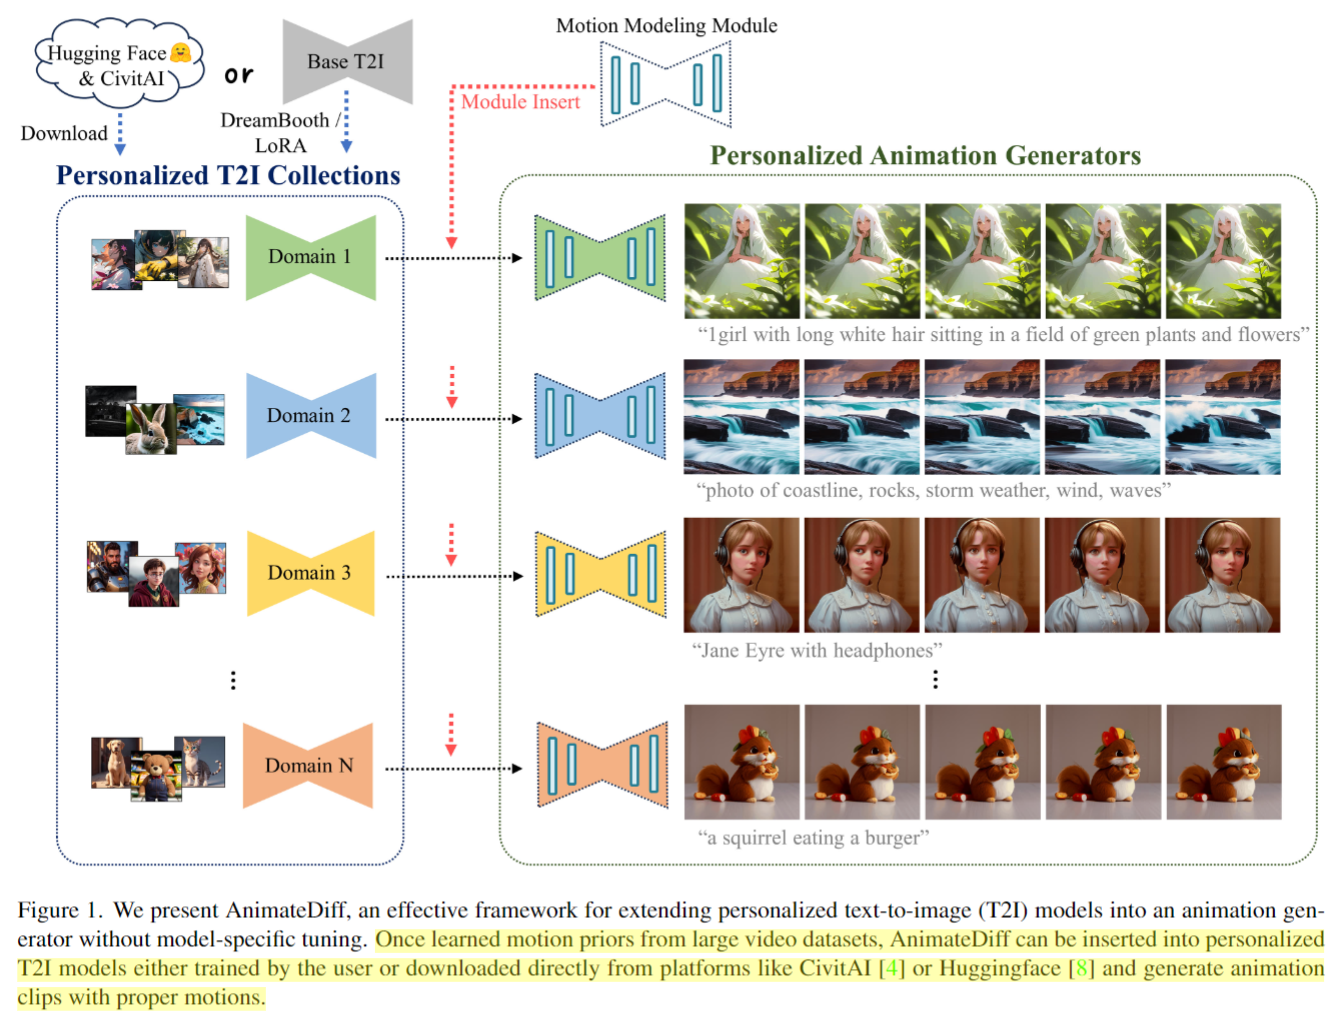 Hugging Face
& CivitAI
or
Base T2I
Motion Modeling Module
Module Insert
Download
DreamBooth /
LoRA
Personalized T2I Collections
Personalized Animation Generators
Domain 1
“1girl with long white hair sitting in a field of green plants and flowers”
Domain 2
“photo of coastline, rocks, storm weather, wind, waves”
Domain 3
“Jane Eyre with headphones”
Domain N
“a squirrel eating a burger”
Figure 1. We present AnimateDiff, an effective framework for extending personalized text-to-image (T2I) models into an animation gen-
erator without model-specific tuning. Once learned motion priors from large video datasets, AnimateDiff can be inserted into personalized
T2I models either trained by the user or downloaded directly from platforms like CivitAI [4] or Huggingface [8] and generate animation
clips with proper motions.